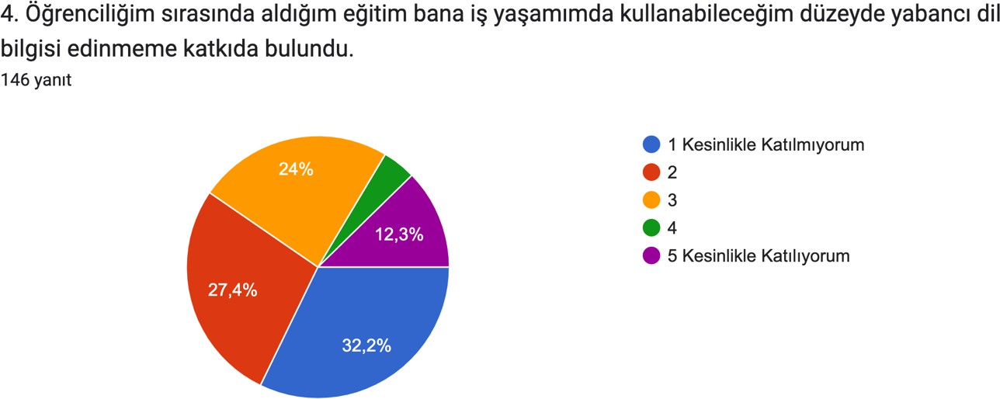 4. Öğrenciliğim sırasında aldığım eğitim bana iş yaşamımda kullanabileceğim düzeyde yabancı dil
bilgisi edinmeme katkıda bulundu.
146 yanıt
24%
12,3%
27,4%
32,2%
1 Kesinlikle Katılmıyorum
2
3
4
5 Kesinlikle Katılıyorum